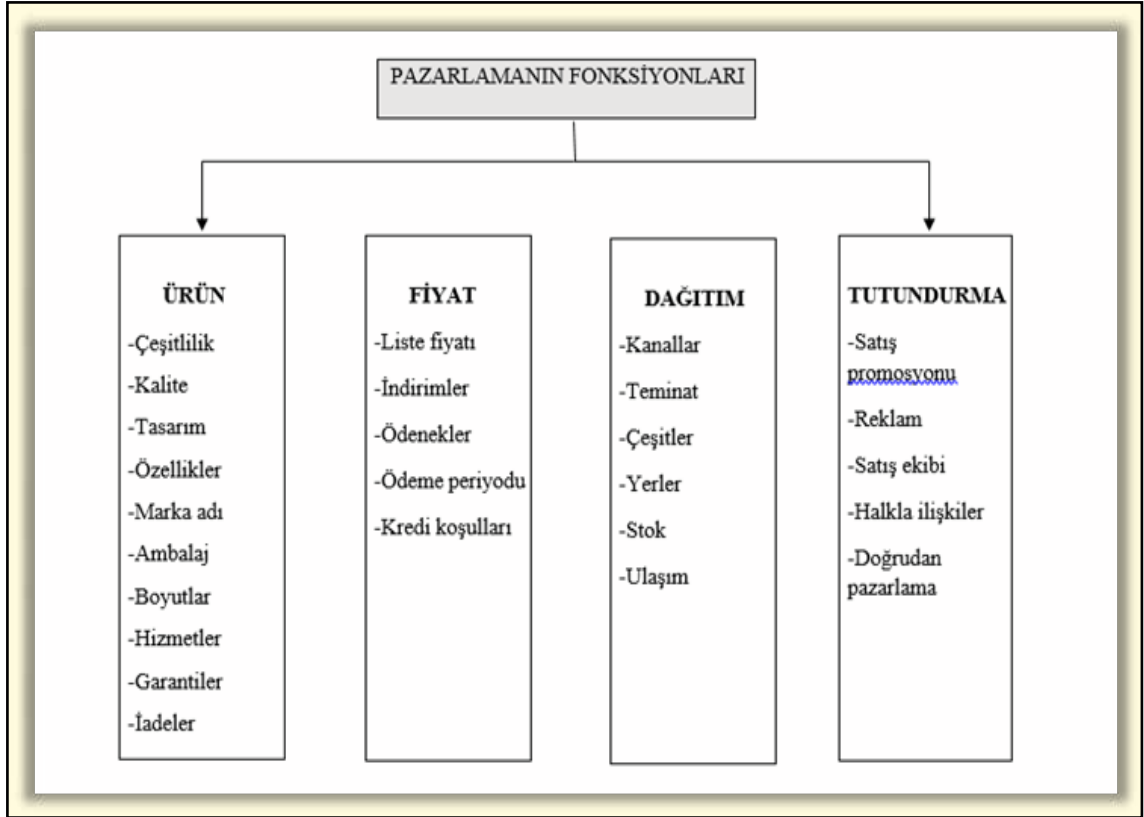 PAZARLAMANIN FONKSİYONLARI
ÜRÜN
-Çeşitlilik
-Kalite
-Tasarım
-Özellikler
-Marka adı
-Ambalaj
-Boyutlar
-Hizmetler
-Garantiler
-İadeler
FİYAT
-Liste fiyatı
-İndirimler
-Ödenekler
-Ödeme periyodu
-Kredi koşulları
DAĞITIM
-Kanallar
-Teminat
-Çeşitler
-Yerler
-Stok
-Ulaşım
TUTUNDURMA
-Satış
promosyonu
-Reklam
-Satış ekibi
-Halkla ilişkiler
-Doğrudan
pazarlama